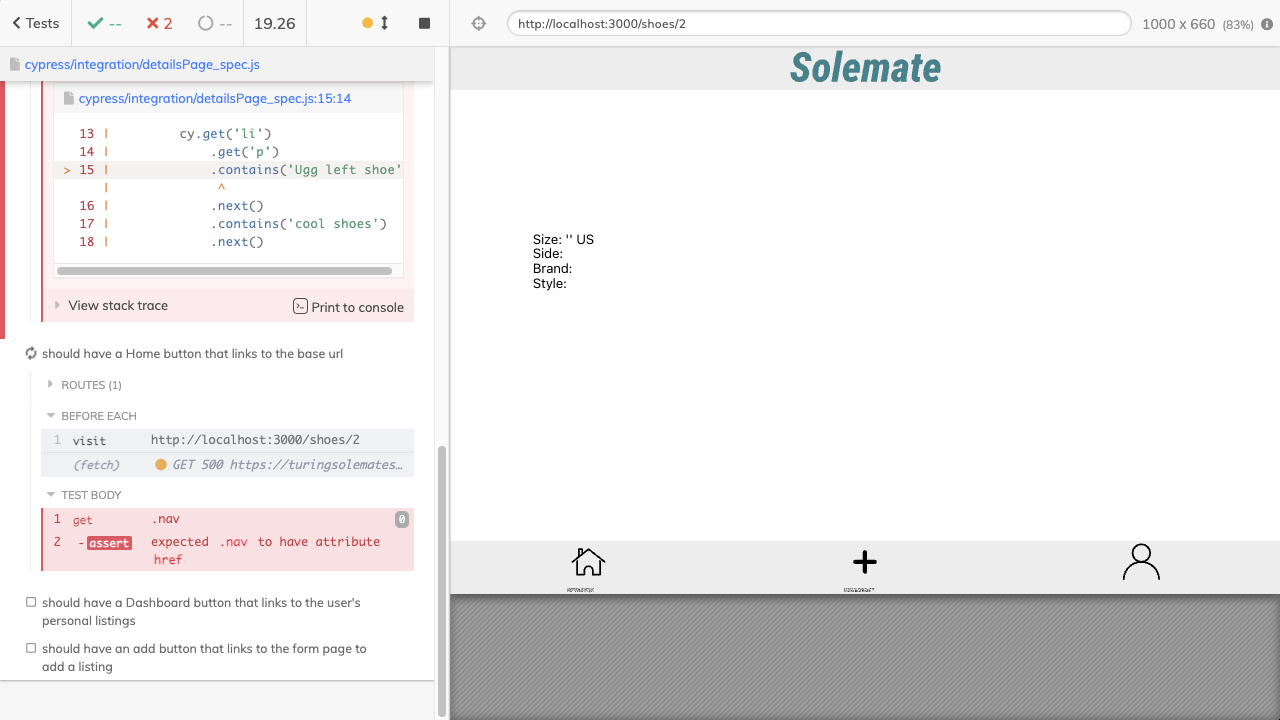 Tests
--
2
--
19.26
http://localhost:3000/shoes/2
1000 x 660 (83%)
cypress/integration/detailsPage_spec.js
cypress/integration/detailsPage_spec.js:15:14
13 | cy.get('li')
14 | .get('p')
> 15 | .contains('Ugg left shoe'
| ^
16 | .next()
17 | .contains('cool shoes')
18 | .next()
View stack trace
Print to console
should have a Home button that links to the base url
ROUTES (1)
BEFORE EACH
1 visit http://localhost:3000/shoes/2
(fetch) GET 500 https://turingsolemates…
TEST BODY
1 get .nav 0
2 -assert expected .nav to have attribute
href
should have a Dashboard button that links to the user's
personal listings
should have an add button that links to the form page to
add a listing
Solemate
Size: '' US
Side:
Brand:
Style: